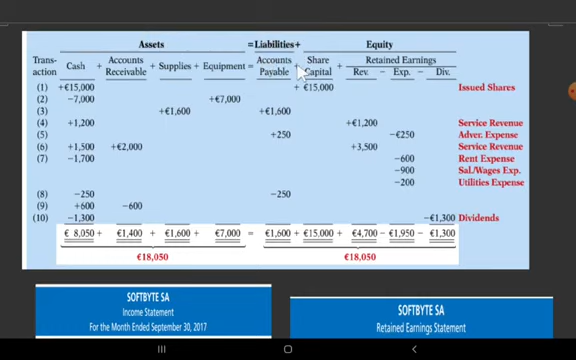 Assets = Liabilities + Equity
Trans- Accounts Accounts Share Retained Earnings
action Cash + Receivable + Supplies + Equipment = Payable + Capital + Rev. − Exp. − Div.
(1) +€15,000 + €15,000 Issued Shares
(2) −7,000 +€7,000
(3) +€1,600 +€1,600
(4) +1,200 +€1,200 Service Revenue
(5) +250 −€250 Adver. Expense
(6) +1,500 +€2,000 +3,500 Service Revenue
(7) −1,700 −600 Rent Expense
−900 Sal./Wages Exp.
−200 Utilities Expense
(8) −250 −250
(9) +600 −600
(10) −1,300 −€1,300 Dividends
€ 8,050 + €1,400 + €1,600 + €7,000 = €1,600 + €15,000 + €4,700 − €1,950 − €1,300
€18,050 €18,050
SOFTBYTE SA
Income Statement
For the Month Ended September 30, 2017
SOFTBYTE SA
Retained Earnings Statement